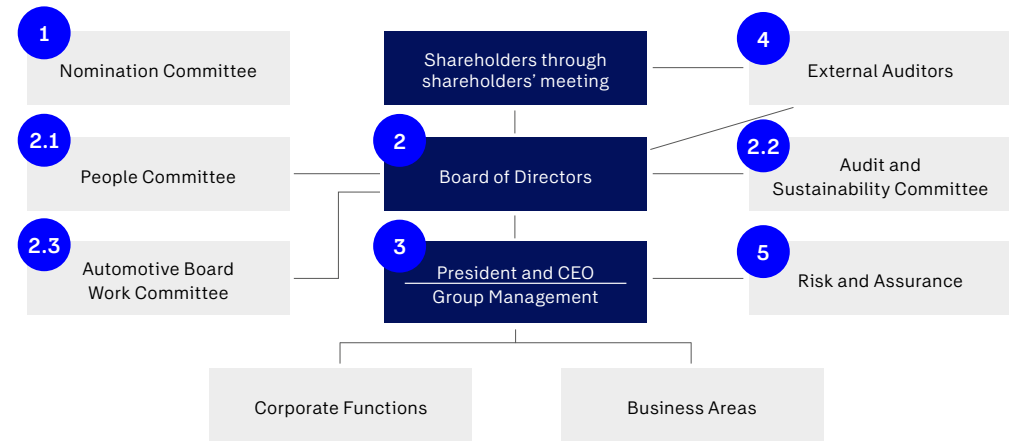 1
Nomination Committee
Shareholders through
shareholders' meeting
4
External Auditors
2.1
People Committee
2
Board of Directors
2.2
Audit and
Sustainability Committee
2.3
Automotive Board
Work Committee
3
President and CEO
Group Management
5
Risk and Assurance
Corporate Functions
Business Areas